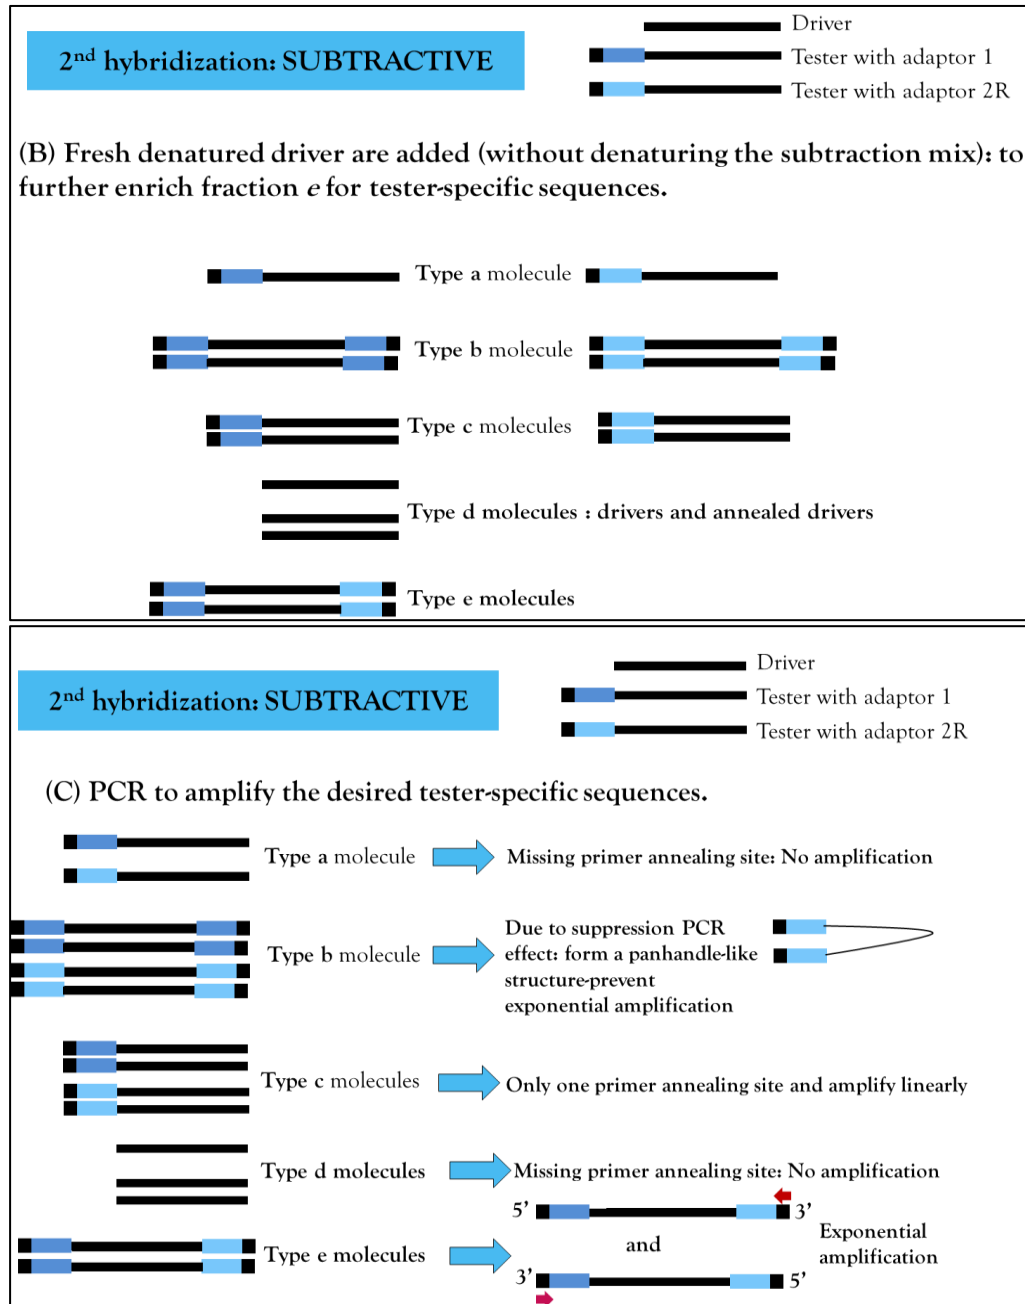 2nd hybridization: SUBTRACTIVE
Driver
Tester with adaptor 1
Tester with adaptor 2R
(B) Fresh denatured driver are added (without denaturing the subtraction mix): to
further enrich fraction e for tester-specific sequences.
Type a molecule
Type b molecule
Type c molecules
Type d molecules : drivers and annealed drivers
Type e molecules
2nd hybridization: SUBTRACTIVE
Driver
Tester with adaptor 1
Tester with adaptor 2R
(C) PCR to amplify the desired tester-specific sequences.
Type a molecule
Missing primer annealing site: No amplification
Type b molecule
Due to suppression PCR
effect: form a panhandle-like
structure-prevent
exponential amplification
Type c molecules
Only one primer annealing site and amplify linearly
Type d molecules
Missing primer annealing site: No amplification
Type e molecules
5’ 3’
and
3’ 5’
Exponential
amplification